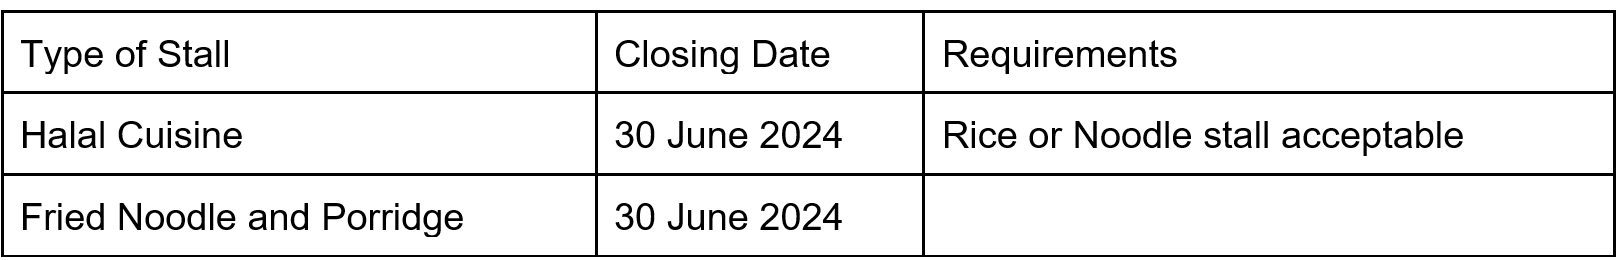 Type of Stall Closing Date Requirements
Halal Cuisine 30 June 2024 Rice or Noodle stall acceptable
Fried Noodle and Porridge 30 June 2024